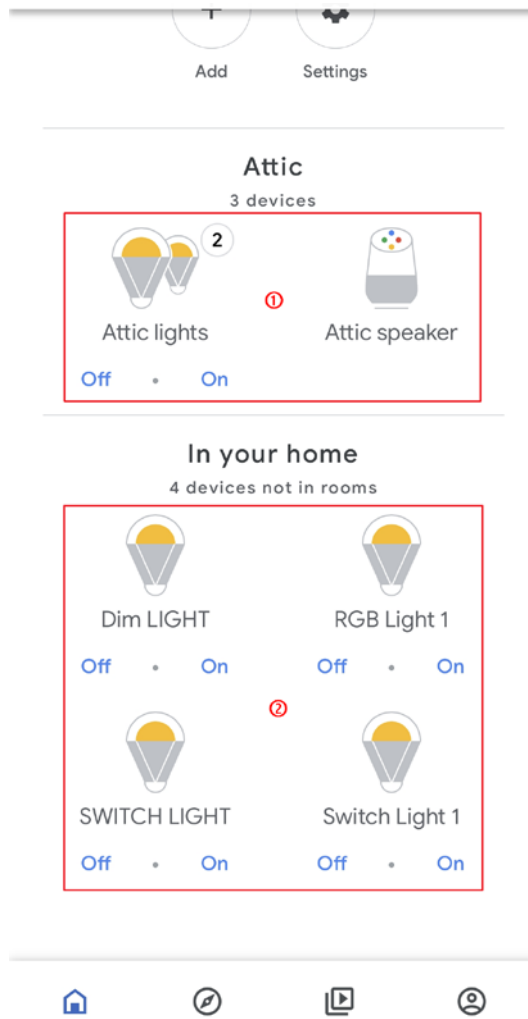 Add Settings
Attic
3 devices
2
①
Attic lights Attic speaker
Off • On
In your home
4 devices not in rooms
Dim LIGHT RGB Light 1
Off • On Off • On
②
SWITCH LIGHT Switch Light 1
Off • On Off • On